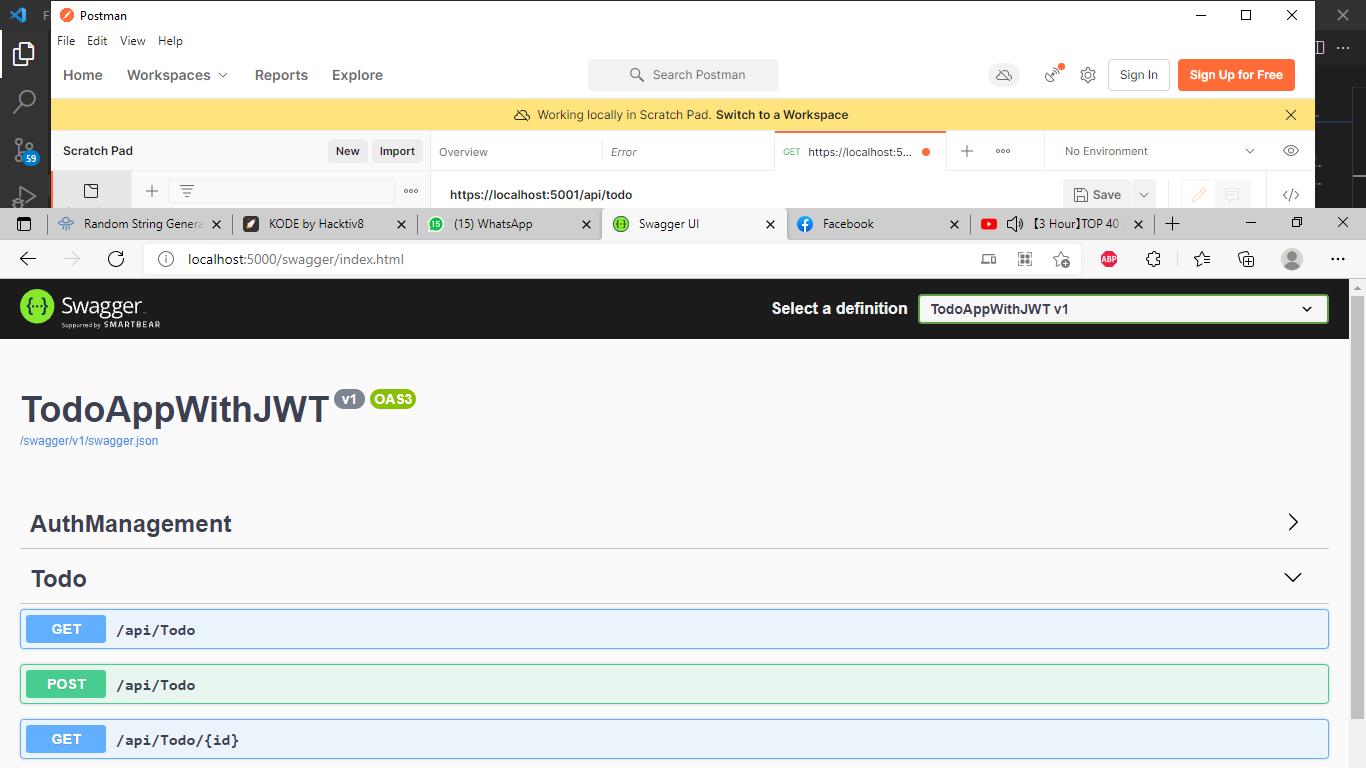 F
Postman
File Edit View Help
Home Workspaces Reports Explore Search Postman Sign In Sign Up for Free
Working locally in Scratch Pad. Switch to a Workspace
Scratch Pad New Import Overview Error GET https://localhost:5... No Environment
59
https://localhost:5001/api/todo Save
Random String Genera KODE by Hacktiv8 (15) WhatsApp Swagger UI Facebook 【3 Hour】TOP 40
15
localhost:5000/swagger/index.html ABP
Swagger
Supported by SMARTBEAR
Select a definition TodoAppWithJWT v1
TodoAppWithJWT v1 OAS3
/swagger/v1/swagger.json
AuthManagement
Todo
GET /api/Todo
POST /api/Todo
GET /api/Todo/{id}